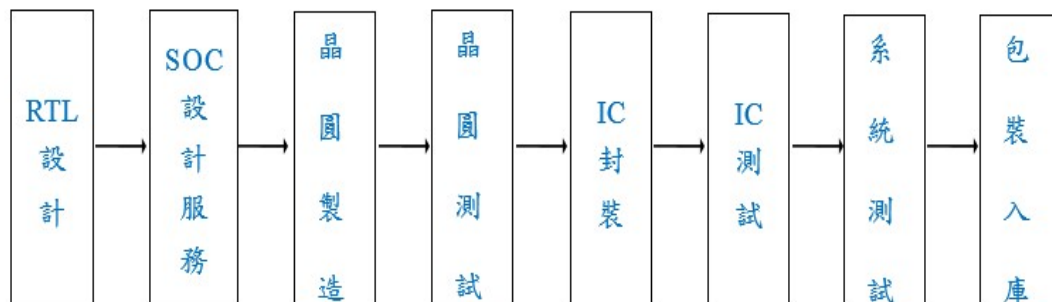 RTL設計
SOC設計服務
晶圓製造
晶圓測試
IC封裝
IC測試
系統測試
包裝入庫